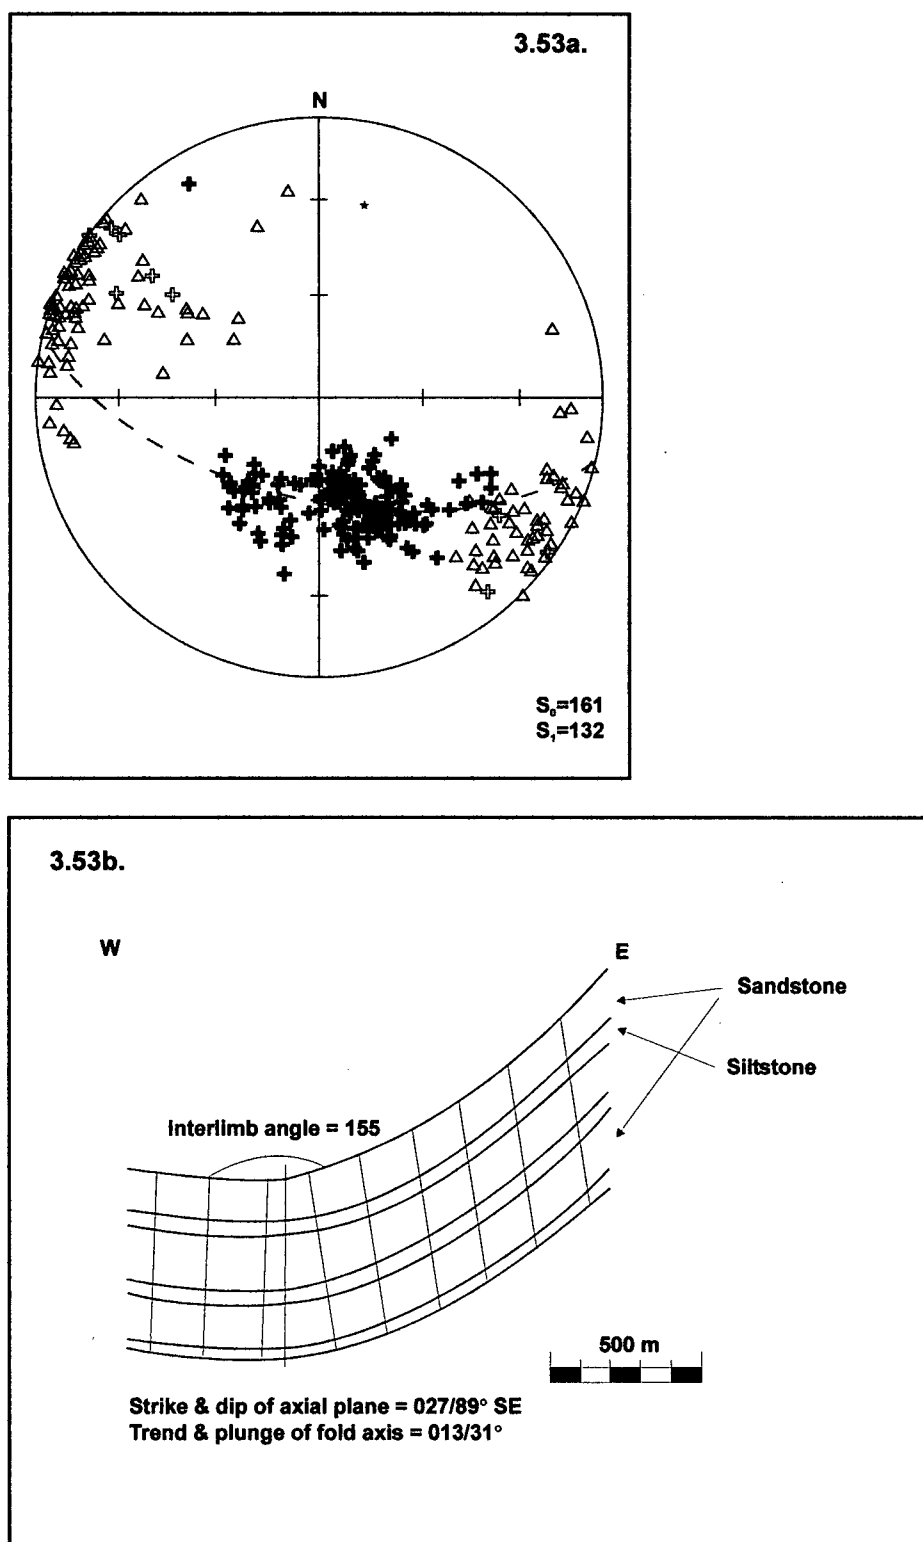 3.53a.
N
S₀=161
S₁=132
3.53b.
W
E
Sandstone
Siltstone
Interlimb angle = 155
500 m
Strike & dip of axial plane = 027/89° SE
Trend & plunge of fold axis = 013/31°